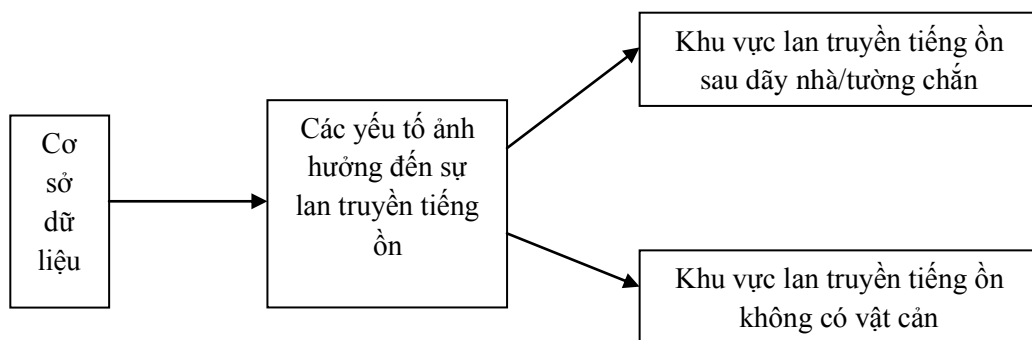 Cơ
sở
dữ
liệu
Các yếu tố ảnh
hưởng đến sự
lan truyền tiếng
ồn
Khu vực lan truyền tiếng ồn
sau dãy nhà/tường chắn
Khu vực lan truyền tiếng ồn
không có vật cản